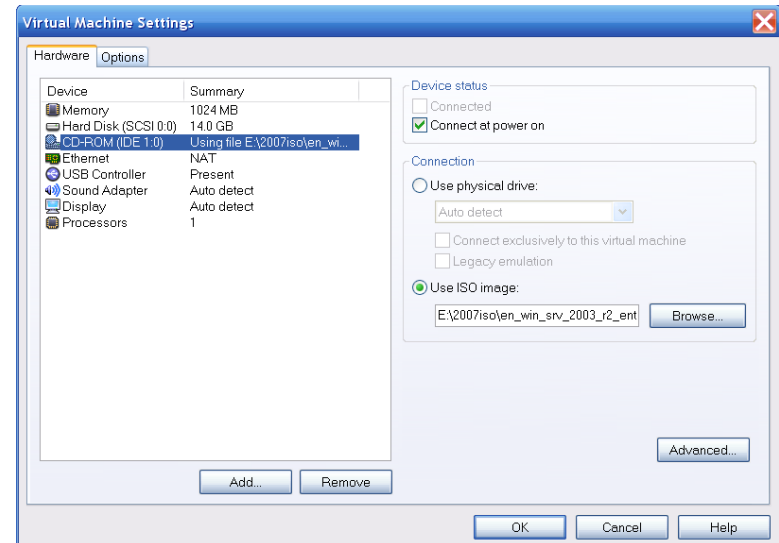 Virtual Machine Settings
Hardware Options
Device Summary
Memory 1024 MB
Hard Disk (SCSI 0:0) 14.0 GB
CD-ROM (IDE 1:0) Using file E:\2007iso\en_wi...
Ethernet NAT
USB Controller Present
Sound Adapter Auto detect
Display Auto detect
Processors 1
Add... Remove
Device status
Connected
Connect at power on
Connection
Use physical drive:
Auto detect
Connect exclusively to this virtual machine
Legacy emulation
Use ISO image:
E:\2007iso\en_win_srv_2003_r2_ent Browse...
Advanced...
OK Cancel Help